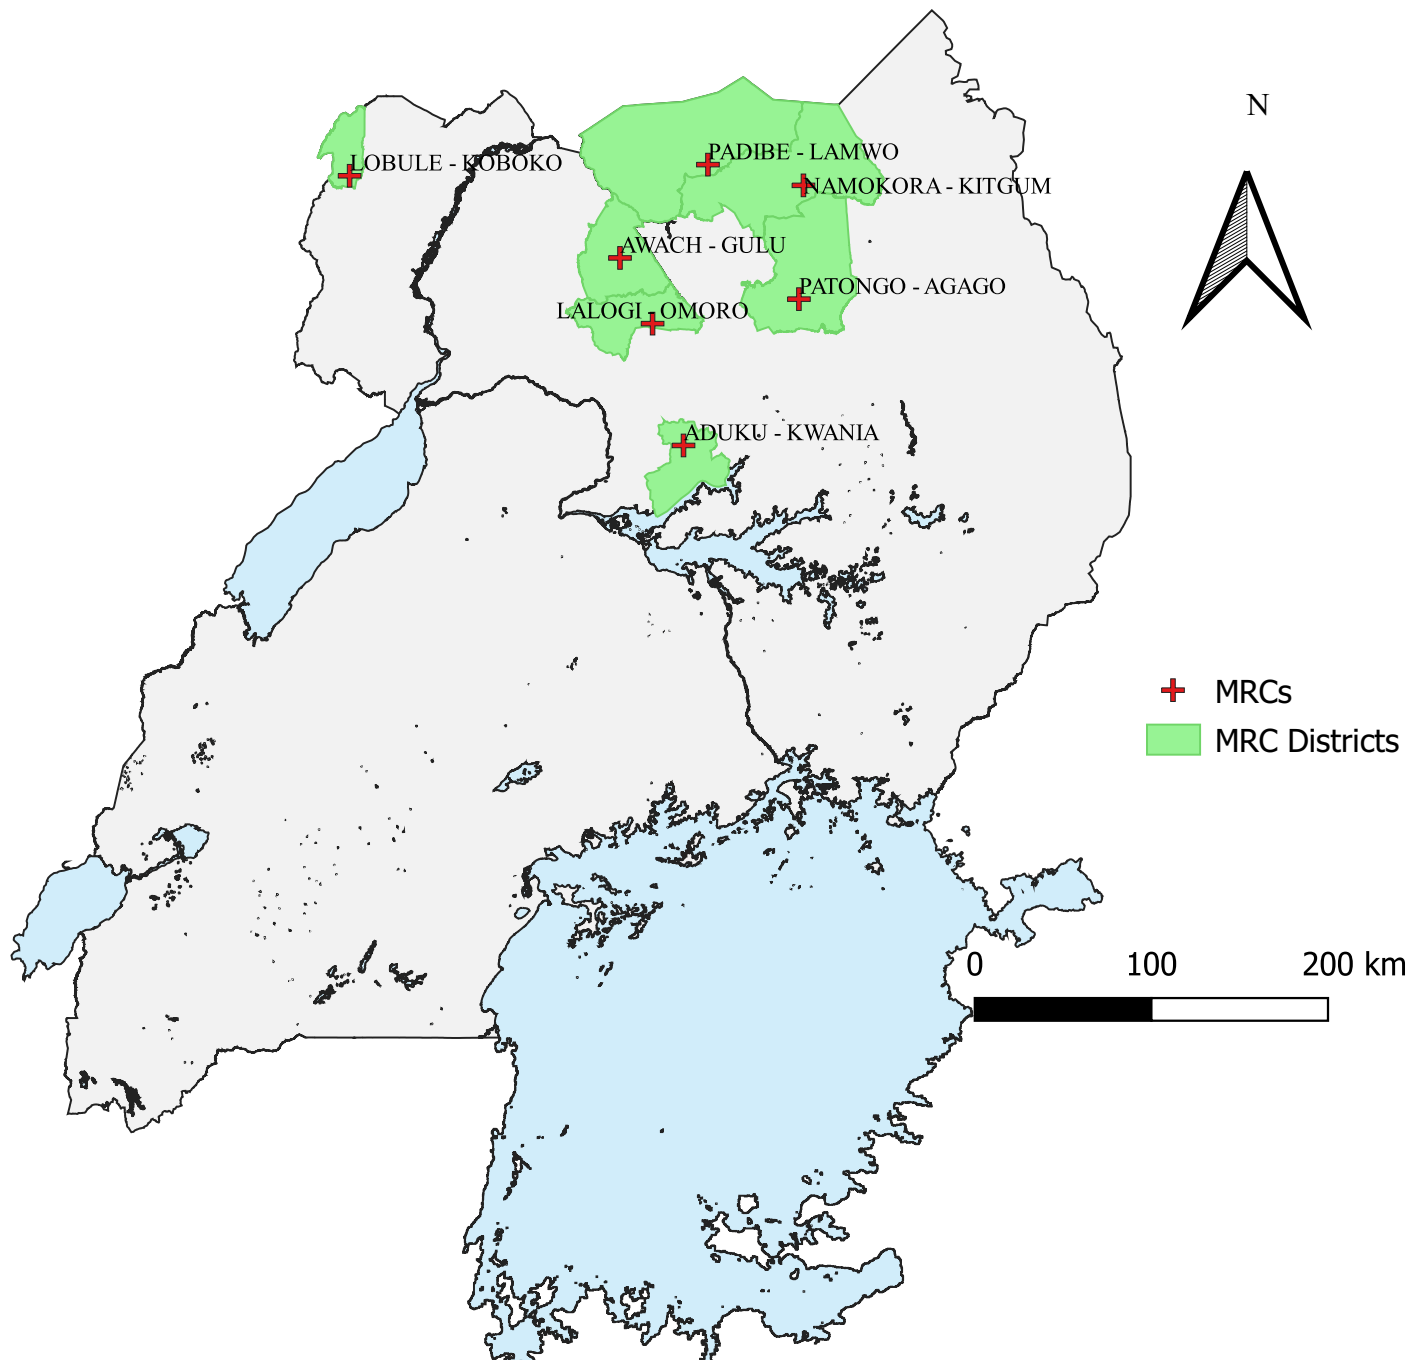 N
PADIBE - LAMWO
LOBULE - KOBOKO
NAMOKORA - KITGUM
AWACH - GULU
PATONGO - AGAGO
LALOGI - OMORO
ADUKU - KWANIA
MRCs
MRC Districts
0 100 200 km